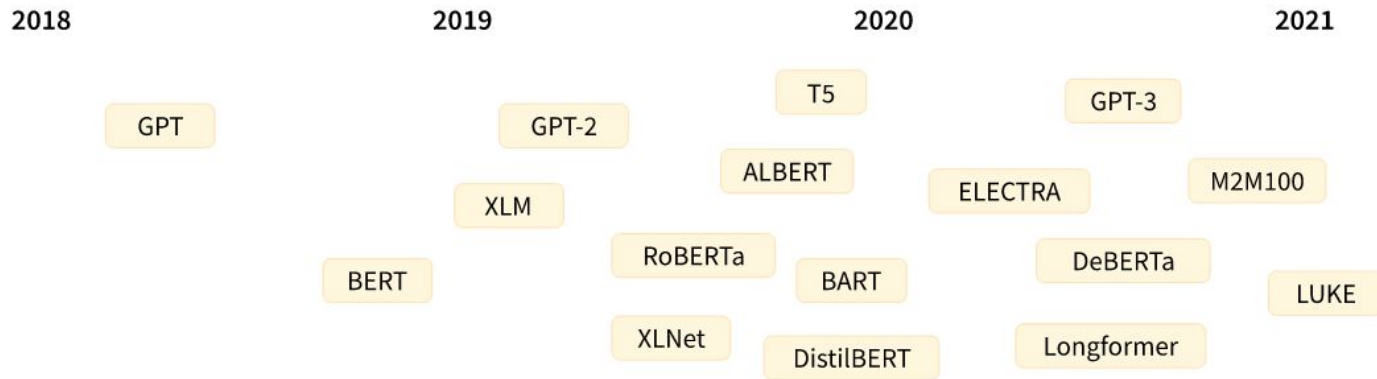 2018 2019 2020 2021
T5
GPT-3
GPT
GPT-2
ALBERT
M2M100
ELECTRA
XLM
RoBERTa
DeBERTa
BERT
BART
LUKE
XLNet
Longformer
DistilBERT